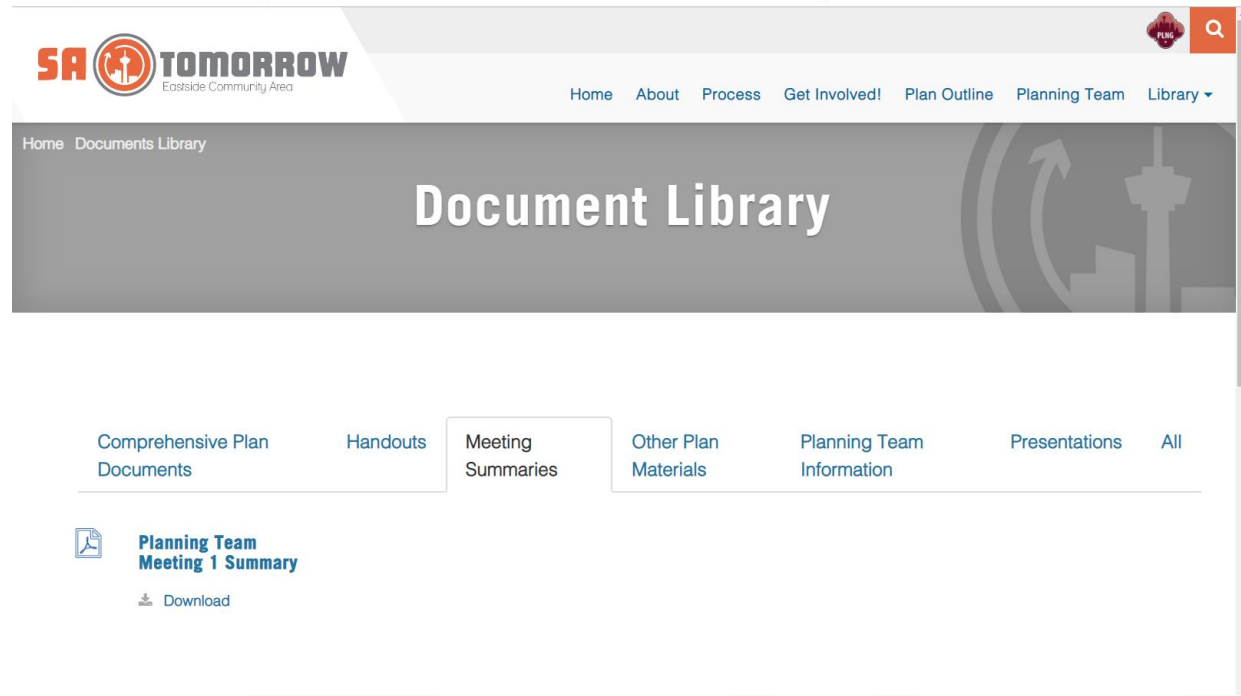 SA TOMORROW
Eastside Community Area
PLNG
Home About Process Get Involved! Plan Outline Planning Team Library
Home Documents Library
Document Library
Comprehensive Plan Documents
Handouts
Meeting Summaries
Other Plan Materials
Planning Team Information
Presentations
All
Planning Team
Meeting 1 Summary
Download